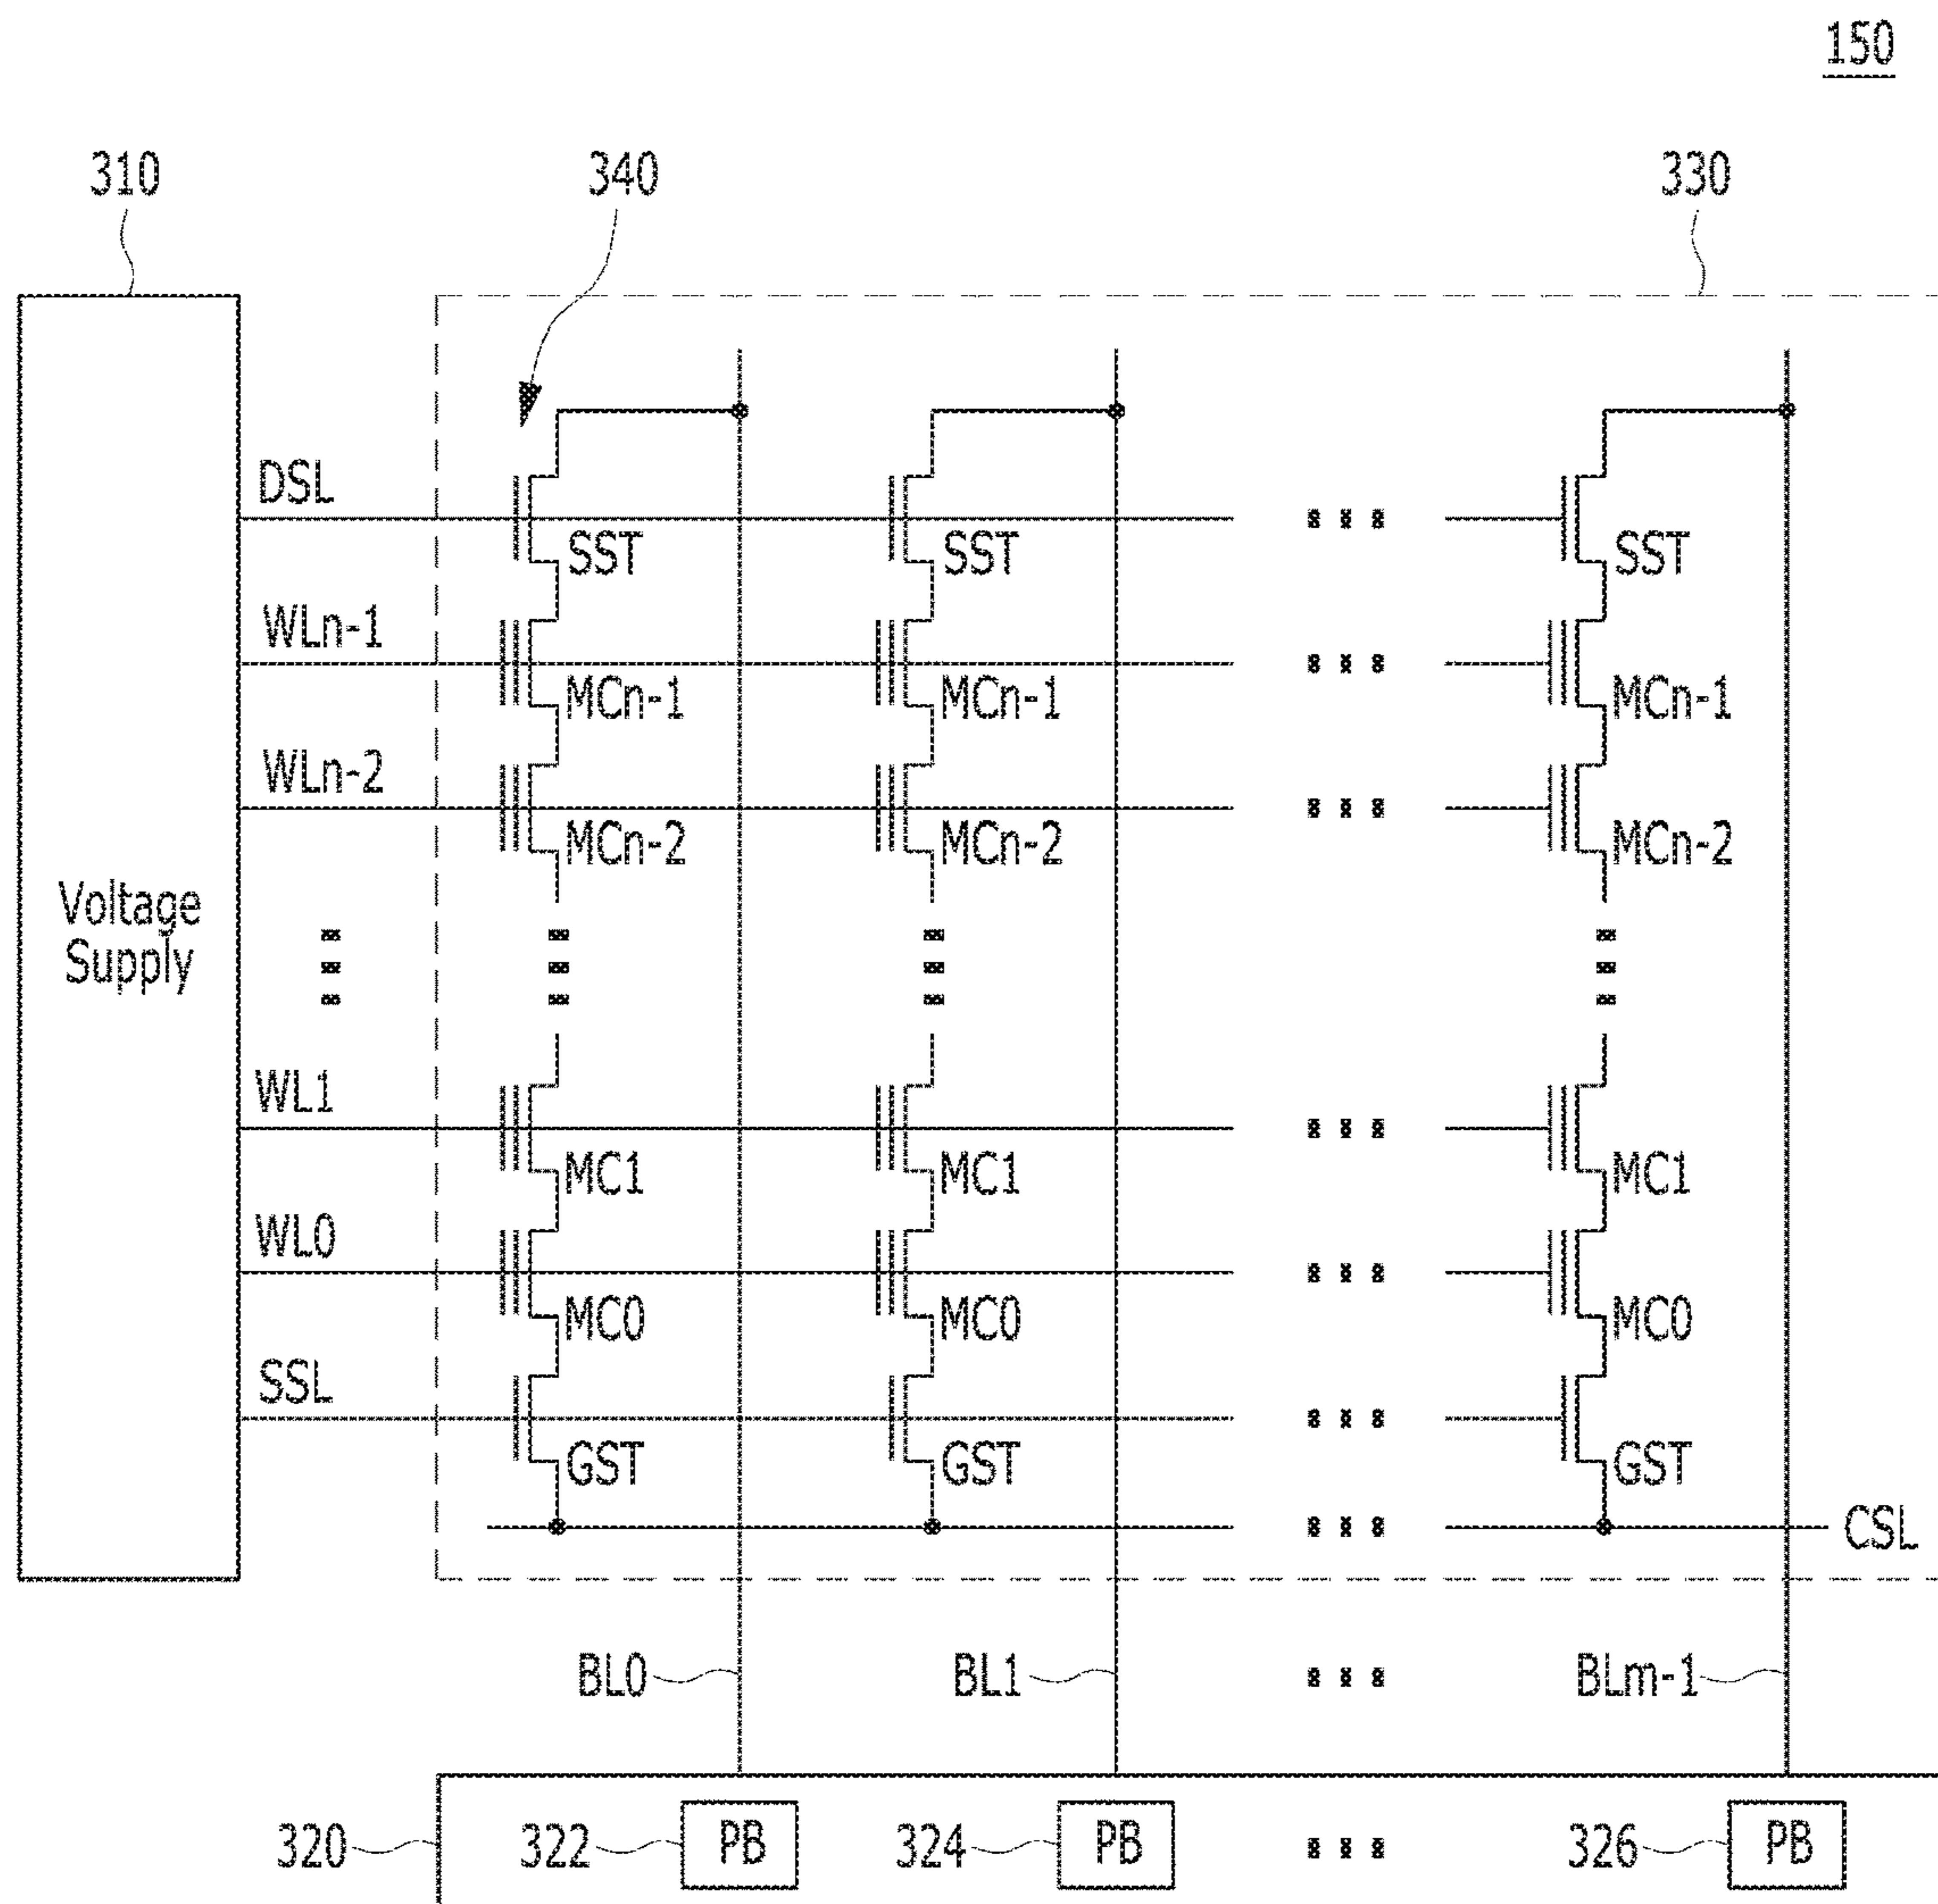 150
310 340 330
DSL
SST SST SST
WLn-1
MCn-1 MCn-1 MCn-1
WLn-2
MCn-2 MCn-2 MCn-2
Voltage
Supply
WL1
MC1 MC1 MC1
WL0
MC0 MC0 MC0
SSL
GST GST GST
CSL
BL0 BL1 BLm-1
320 322 PB 324 PB 326 PB